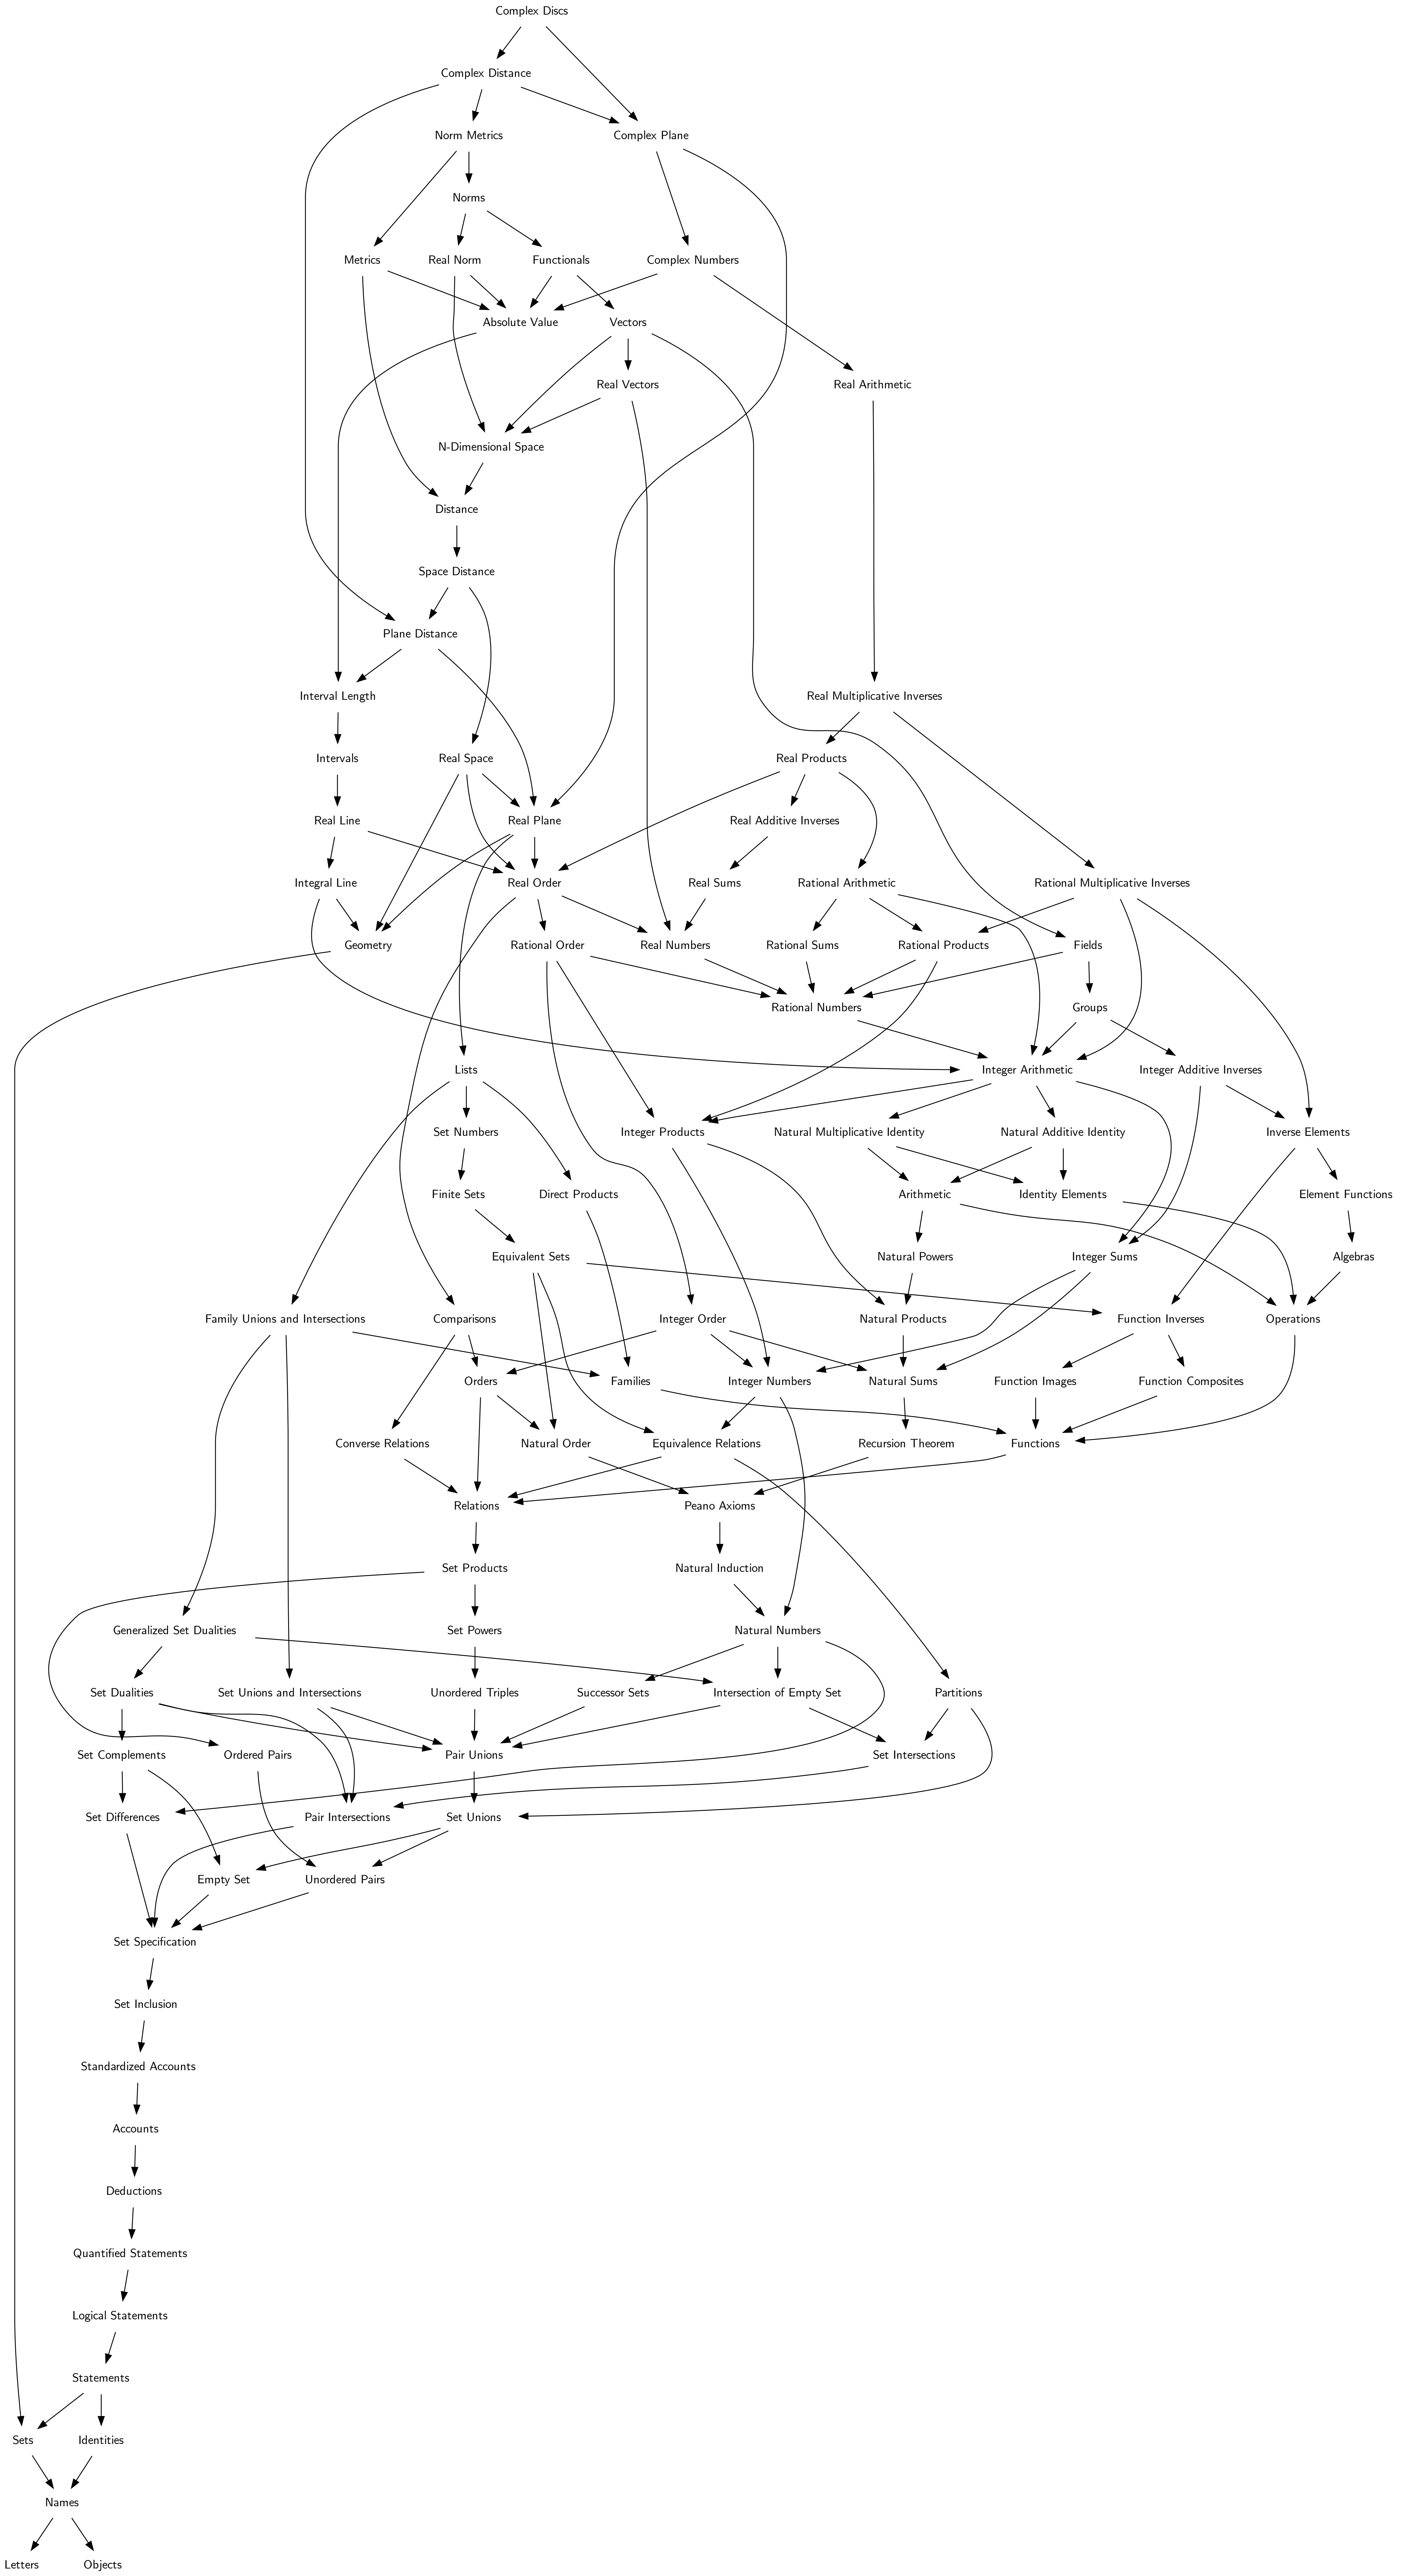 Complex Discs
Complex Distance
Norm Metrics
Complex Plane
Norms
Metrics
Real Norm
Functionals
Complex Numbers
Absolute Value
Vectors
Real Vectors
Real Arithmetic
N-Dimensional Space
Distance
Space Distance
Plane Distance
Interval Length
Real Multiplicative Inverses
Intervals
Real Space
Real Products
Real Line
Real Plane
Real Additive Inverses
Integral Line
Real Order
Real Sums
Rational Arithmetic
Rational Multiplicative Inverses
Geometry
Rational Order
Real Numbers
Rational Sums
Rational Products
Fields
Rational Numbers
Groups
Lists
Integer Arithmetic
Integer Additive Inverses
Set Numbers
Integer Products
Natural Multiplicative Identity
Natural Additive Identity
Inverse Elements
Finite Sets
Direct Products
Arithmetic
Identity Elements
Element Functions
Equivalent Sets
Natural Powers
Integer Sums
Algebras
Family Unions and Intersections
Comparisons
Integer Order
Natural Products
Function Inverses
Operations
Orders
Families
Integer Numbers
Natural Sums
Function Images
Function Composites
Converse Relations
Natural Order
Equivalence Relations
Recursion Theorem
Functions
Relations
Peano Axioms
Set Products
Natural Induction
Generalized Set Dualities
Set Powers
Natural Numbers
Set Dualities
Set Unions and Intersections
Unordered Triples
Successor Sets
Intersection of Empty Set
Partitions
Set Complements
Ordered Pairs
Pair Unions
Set Intersections
Set Differences
Pair Intersections
Set Unions
Empty Set
Unordered Pairs
Set Specification
Set Inclusion
Standardized Accounts
Accounts
Deductions
Quantified Statements
Logical Statements
Statements
Sets
Identities
Names
Letters
Objects